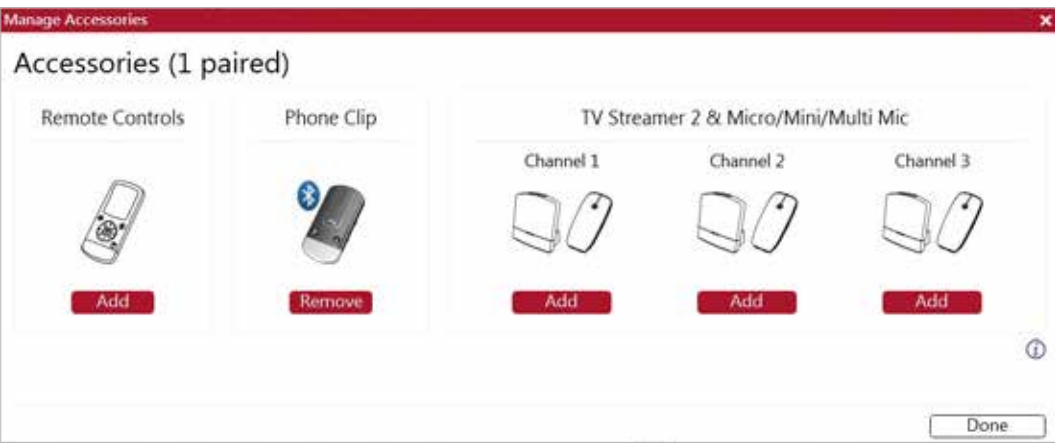 Manage Accessories
Accessories (1 paired)
Remote Controls
Phone Clip
TV Streamer 2 & Micro/Mini/Multi Mic
Channel 1
Channel 2
Channel 3
Add
Remove
Add
Add
Add
Done